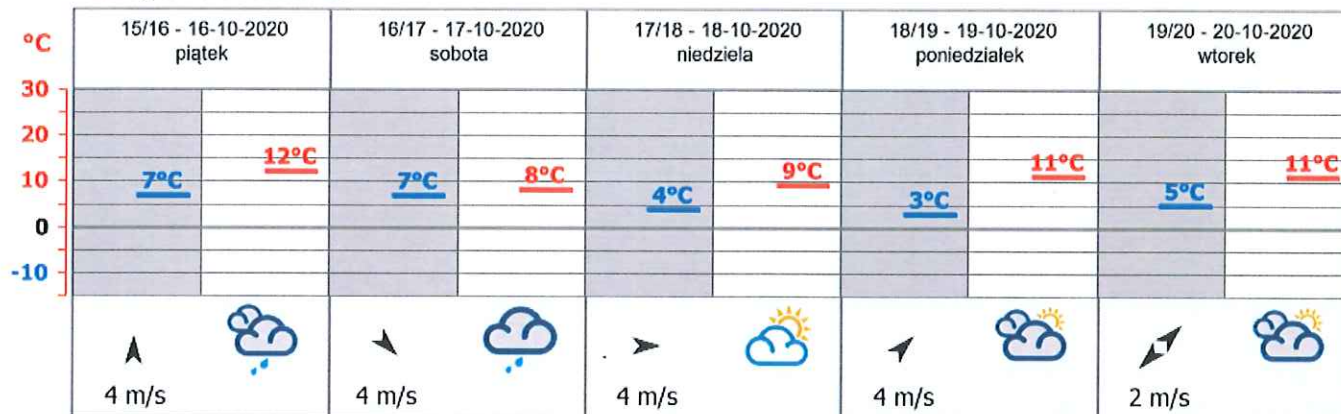 °C
15/16 - 16-10-2020
piątek
16/17 - 17-10-2020
sobota
17/18 - 18-10-2020
niedziela
18/19 - 19-10-2020
poniedziałek
19/20 - 20-10-2020
wtorek
30
20
10
0
-10
7°C
12°C
7°C
8°C
4°C
9°C
3°C
11°C
5°C
11°C
4 m/s
4 m/s
4 m/s
4 m/s
2 m/s